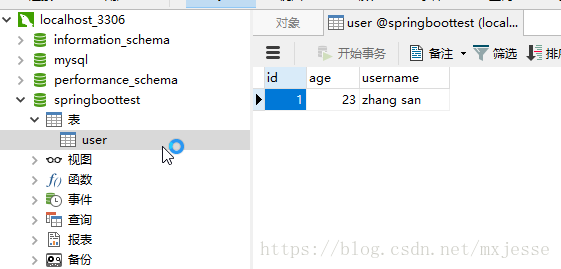 localhost_3306
information_schema
mysql
performance_schema
springboottest
表
user
视图
函数
事件
查询
报表
备份
对象
user @springboottest (local...
开始事务
备注
筛选
排序
id age username
1 23 zhang san
https://blog.csdn.net/mxjesse